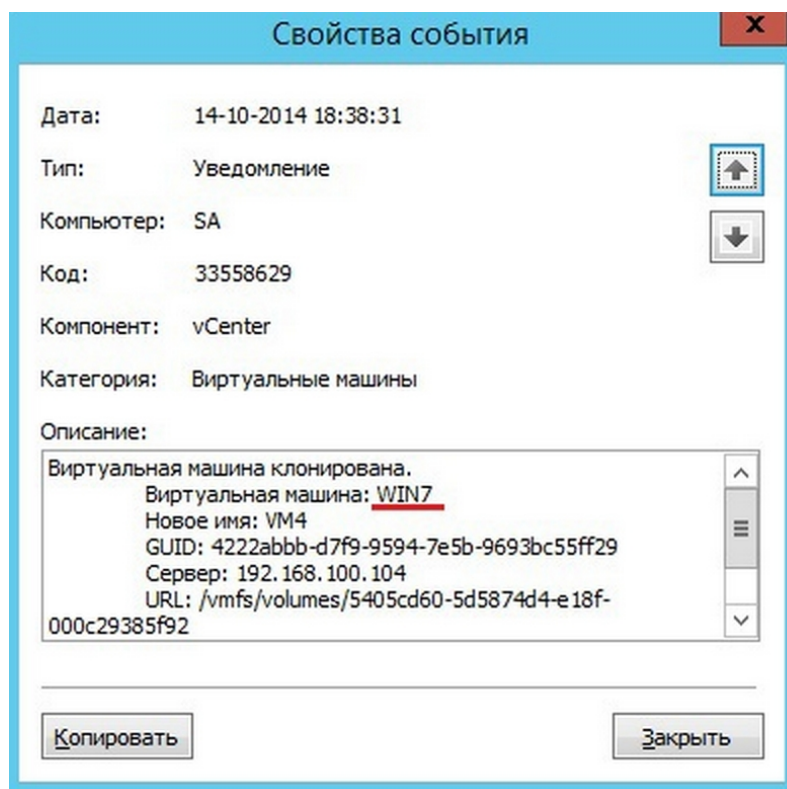 Свойства события
x
Дата: 14-10-2014 18:38:31
Тип: Уведомление
Компьютер: SA
Код: 33558629
Компонент: vCenter
Категория: Виртуальные машины
Описание:
Виртуальная машина клонирована.
Виртуальная машина: WIN7
Новое имя: VM4
GUID: 4222abbb-d7f9-9594-7e5b-9693bc55ff29
Сервер: 192.168.100.104
URL: /vmfs/volumes/5405cd60-5d5874d4-e18f-
000c29385f92
Копировать Закрыть